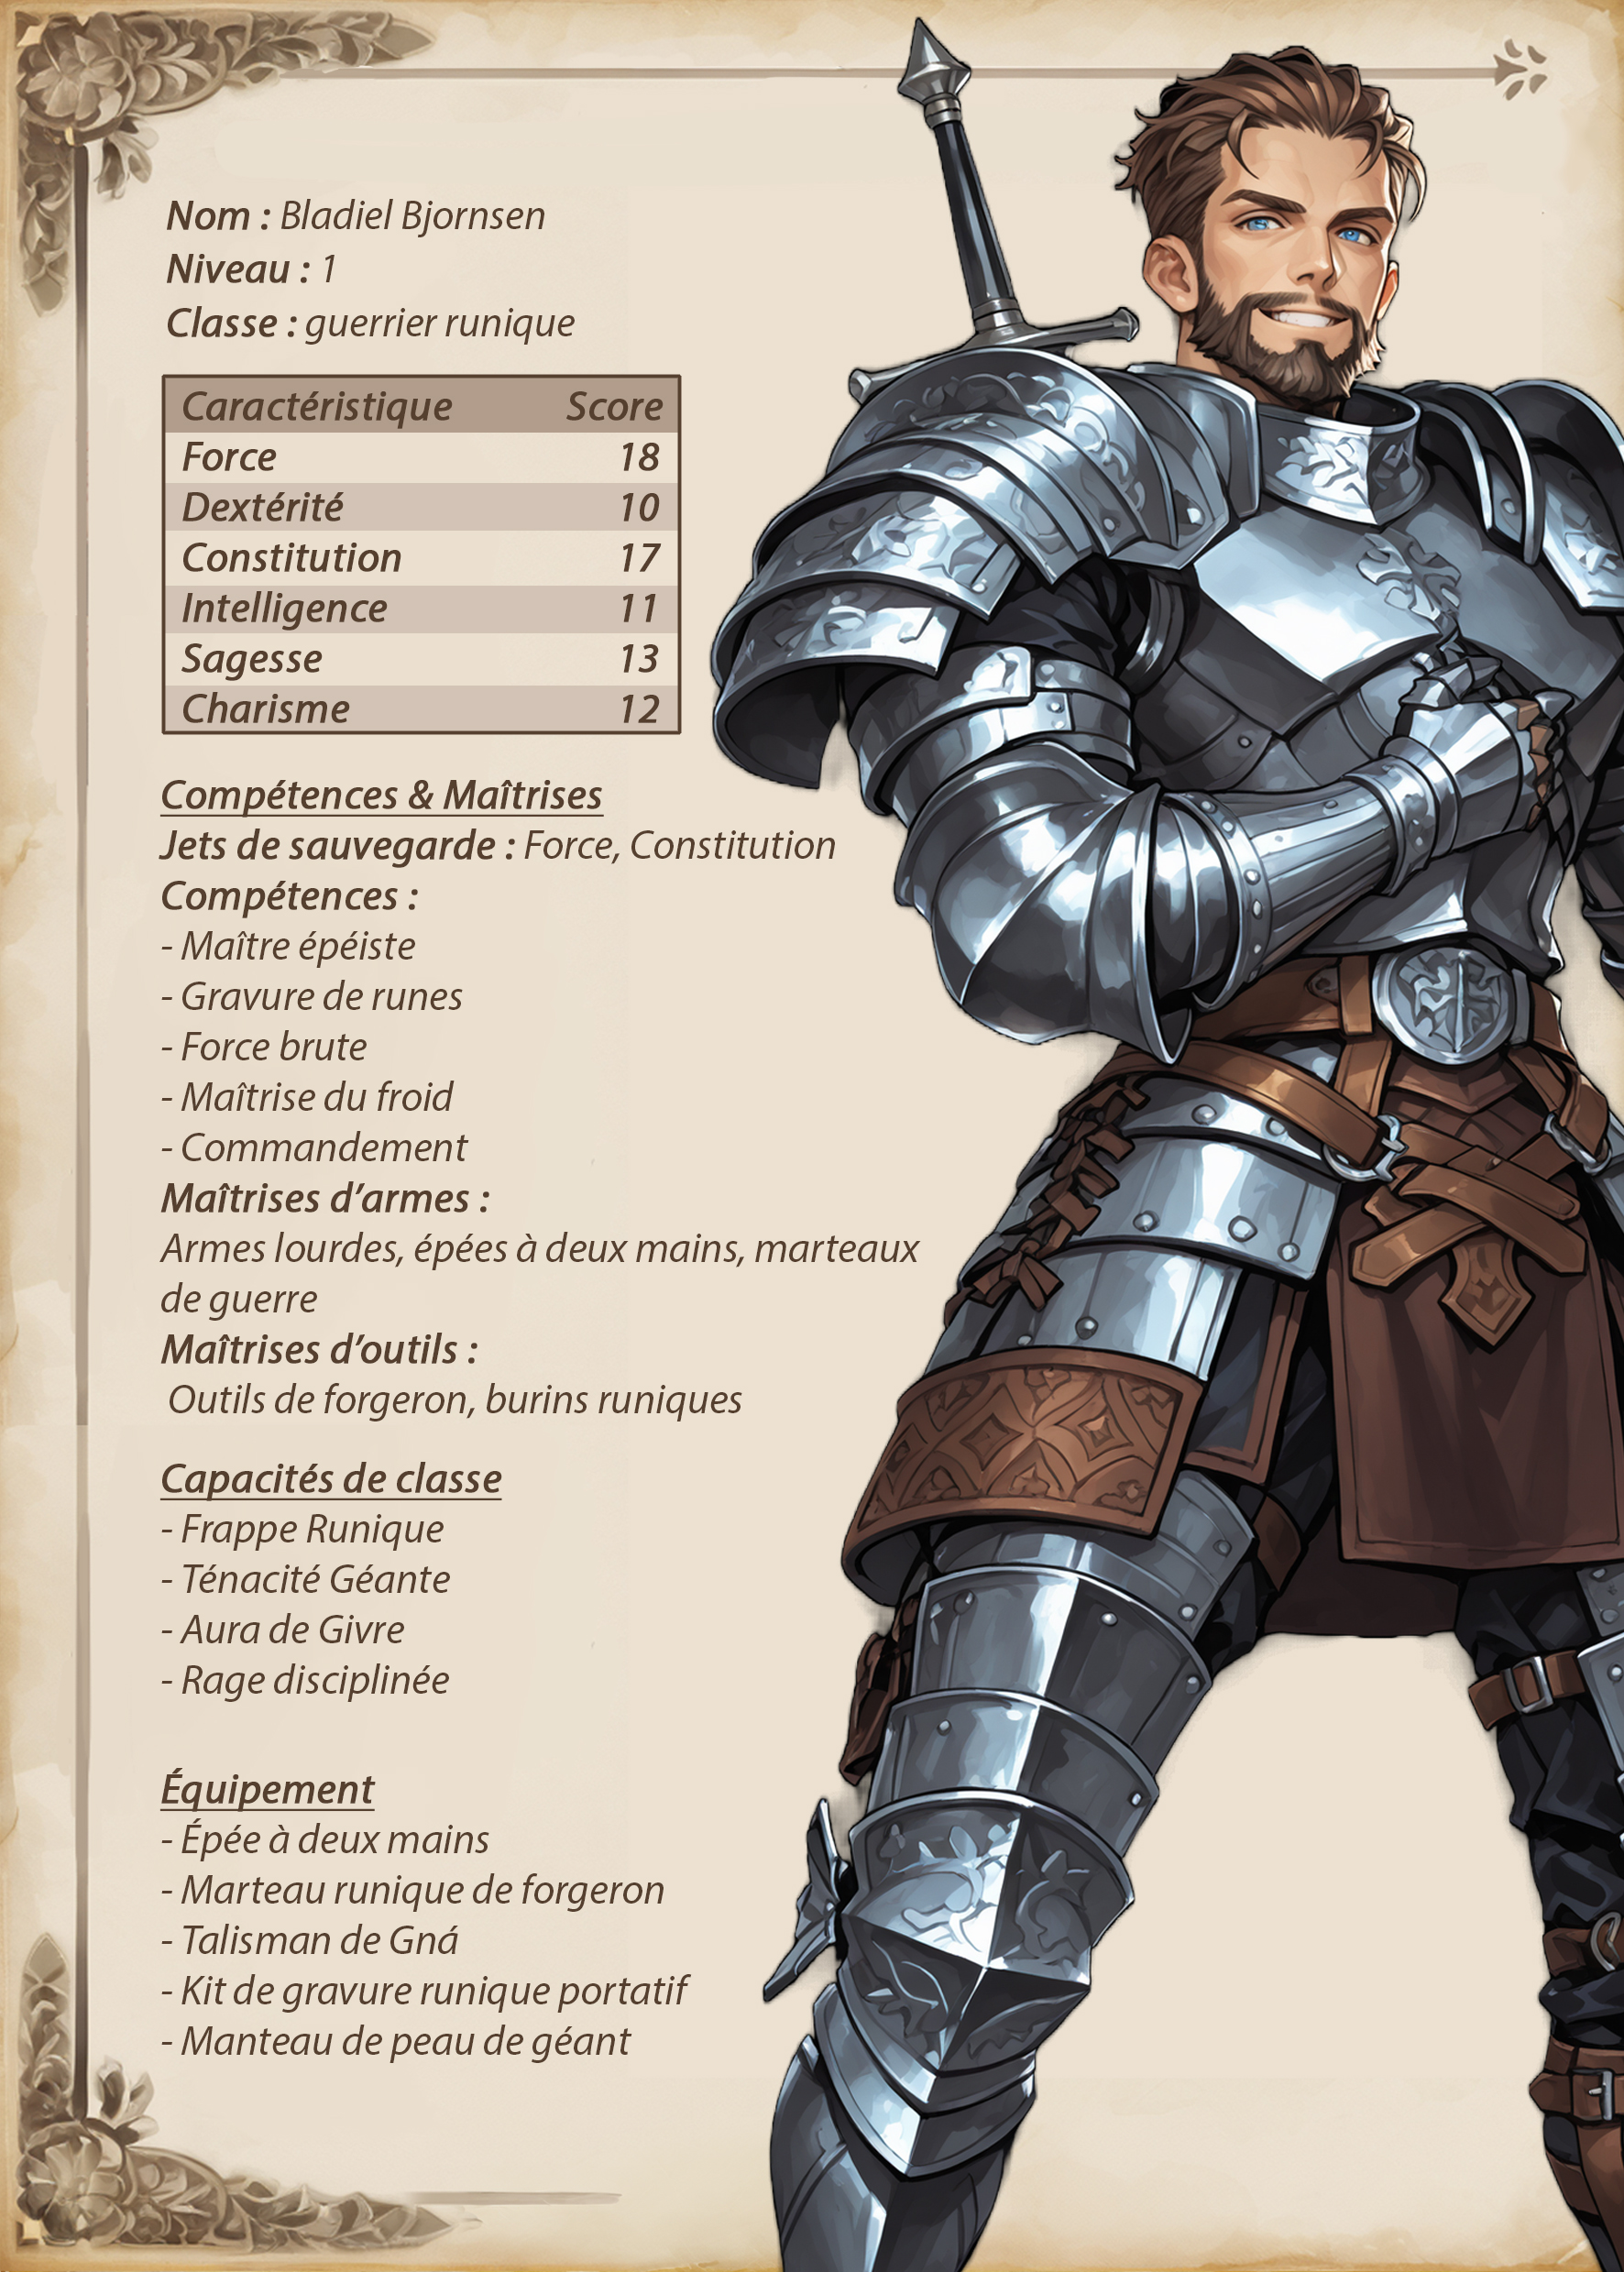 Nom : Bladiel Bjornsen
Niveau : 1
Classe : guerrier runique
Caractéristique Score
Force 18
Dextérité 10
Constitution 17
Intelligence 11
Sagesse 13
Charisme 12
Compétences & Maîtrises
Jets de sauvegarde : Force, Constitution
Compétences :
- Maître épéiste
- Gravure de runes
- Force brute
- Maîtrise du froid
- Commandement
Maîtrises d’armes :
Armes lourdes, épées à deux mains, marteaux
de guerre
Maîtrises d’outils :
Outils de forgeron, burins runiques
Capacités de classe
- Frappe Runique
- Ténacité Géante
- Aura de Givre
- Rage disciplinée
Équipement
- Épée à deux mains
- Marteau runique de forgeron
- Talisman de Gná
- Kit de gravure runique portatif
- Manteau de peau de géant